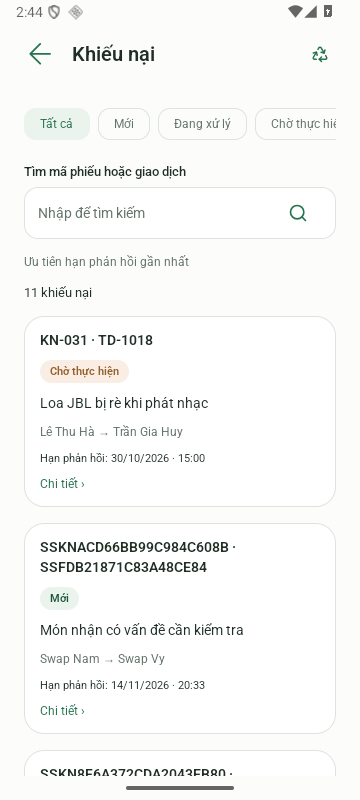 2:44
Khiếu nại
Tất cả
Mới
Đang xử lý
Chờ thực hiệ
Tìm mã phiếu hoặc giao dịch
Nhập để tìm kiếm
Ưu tiên hạn phản hồi gần nhất
11 khiếu nại
KN-031 · TD-1018
Chờ thực hiện
Loa JBL bị rè khi phát nhạc
Lê Thu Hà → Trần Gia Huy
Hạn phản hồi: 30/10/2026 · 15:00
Chi tiết ›
SSKNACD66BB99C984C608B ·
SSFDB21871C83A48CE84
Mới
Món nhận có vấn đề cần kiểm tra
Swap Nam → Swap Vy
Hạn phản hồi: 14/11/2026 · 20:33
Chi tiết ›
SSKN8F6A372CDA2043EB80 ·